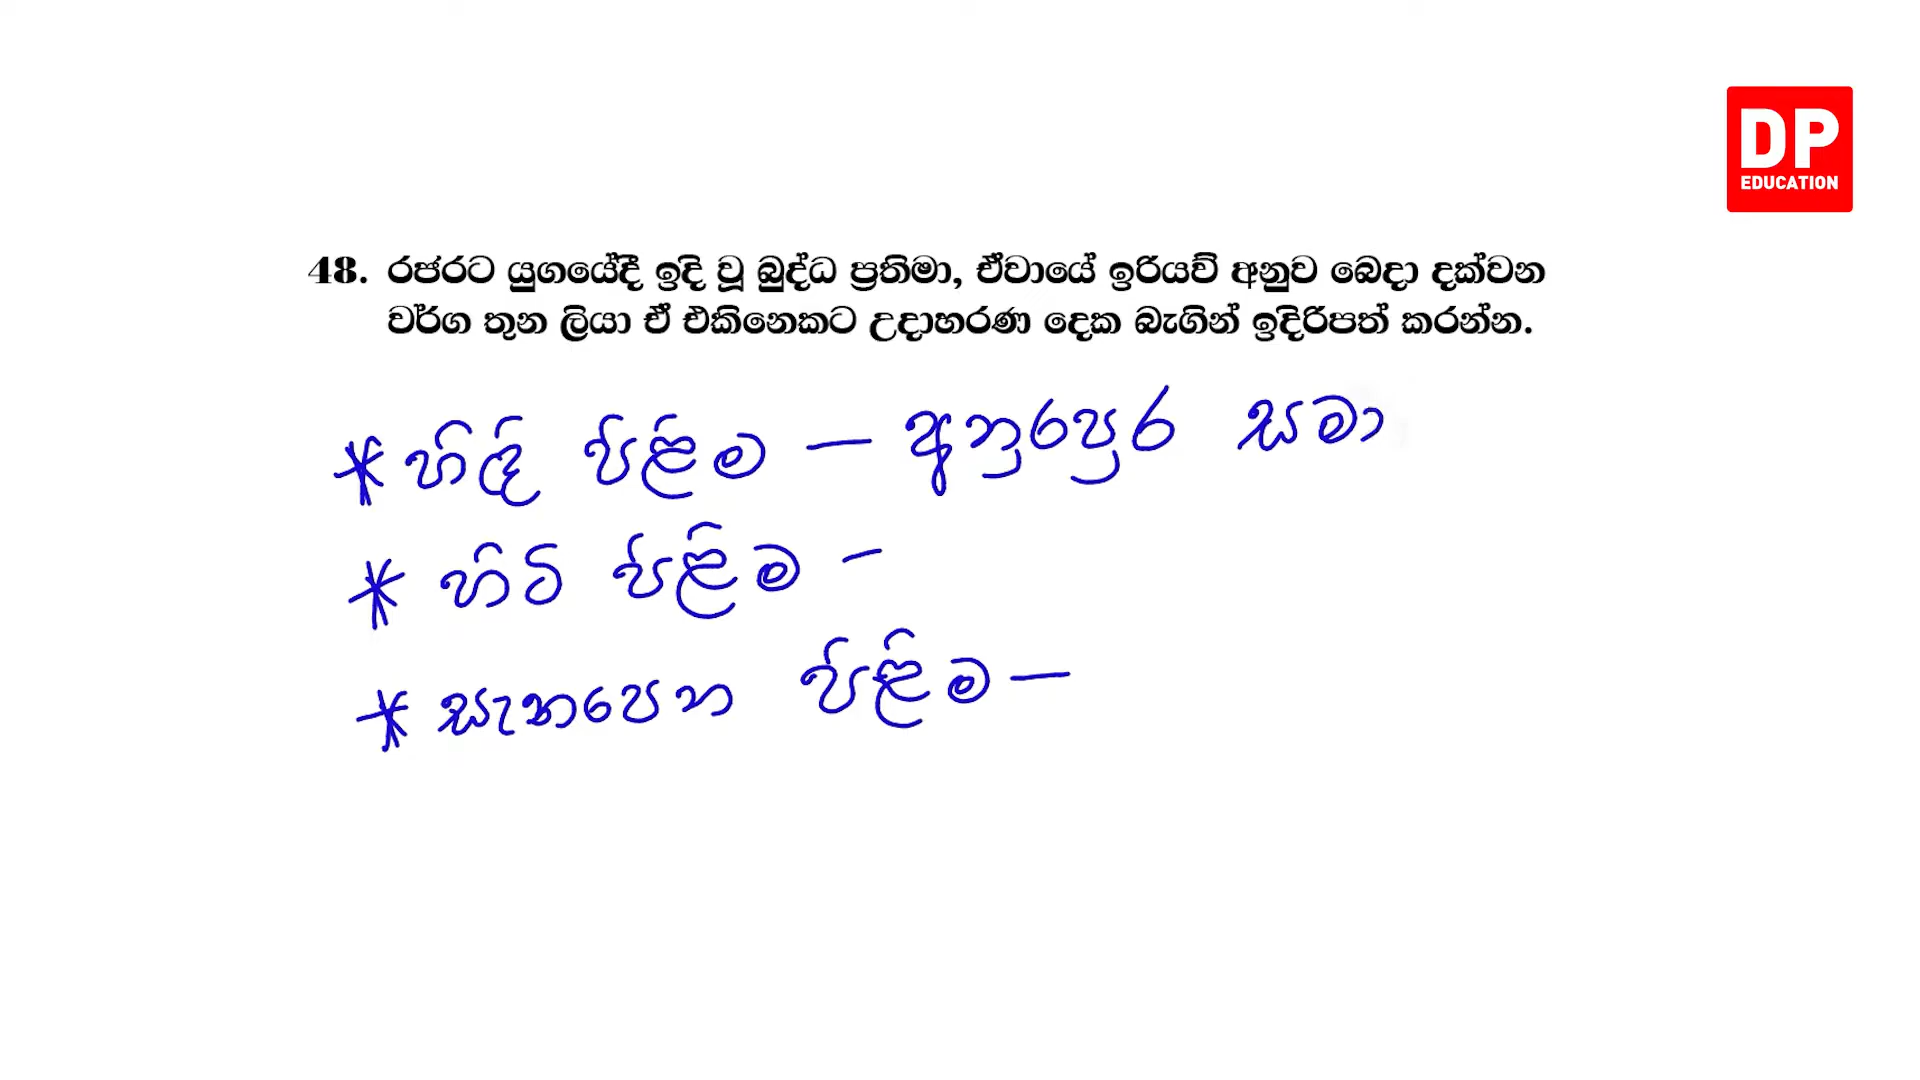 DP
EDUCATION
48. රජරට යුගයේදී ඉදි වූ බුද්ධ ප්‍රතිමා, ඒවායේ ඉරියව් අනුව බෙදා දක්වන
වර්ග තුන ලියා ඒ එකිනෙකට උදාහරණ දෙක බැගින් ඉදිරිපත් කරන්න.
* හිඳි පිළිම - අනුරපුර සමා
* හිටි පිළිම -
* සැතපෙන පිළිම -